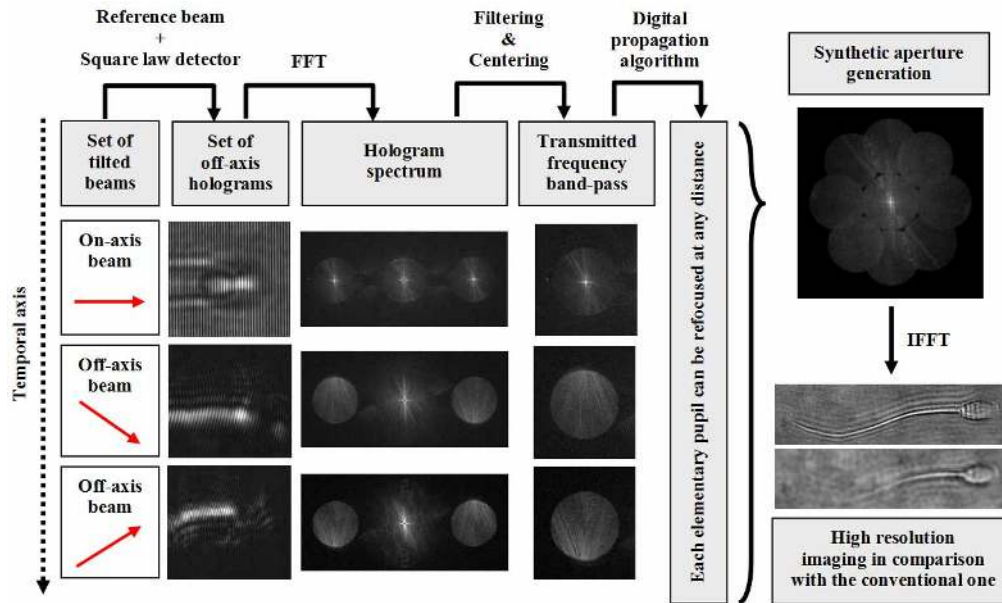 Reference beam
+
Square law detector
FFT
Filtering
&
Centering
Digital
propagation
algorithm
Synthetic aperture
generation
Temporal axis
Set of
tilted
beams
Set of
off-axis
holograms
Hologram
spectrum
Transmitted
frequency
band-pass
Each elementary pupil can be refocused at any distance
On-axis
beam
Off-axis
beam
Off-axis
beam
IFFT
High resolution
imaging in comparison
with the conventional one